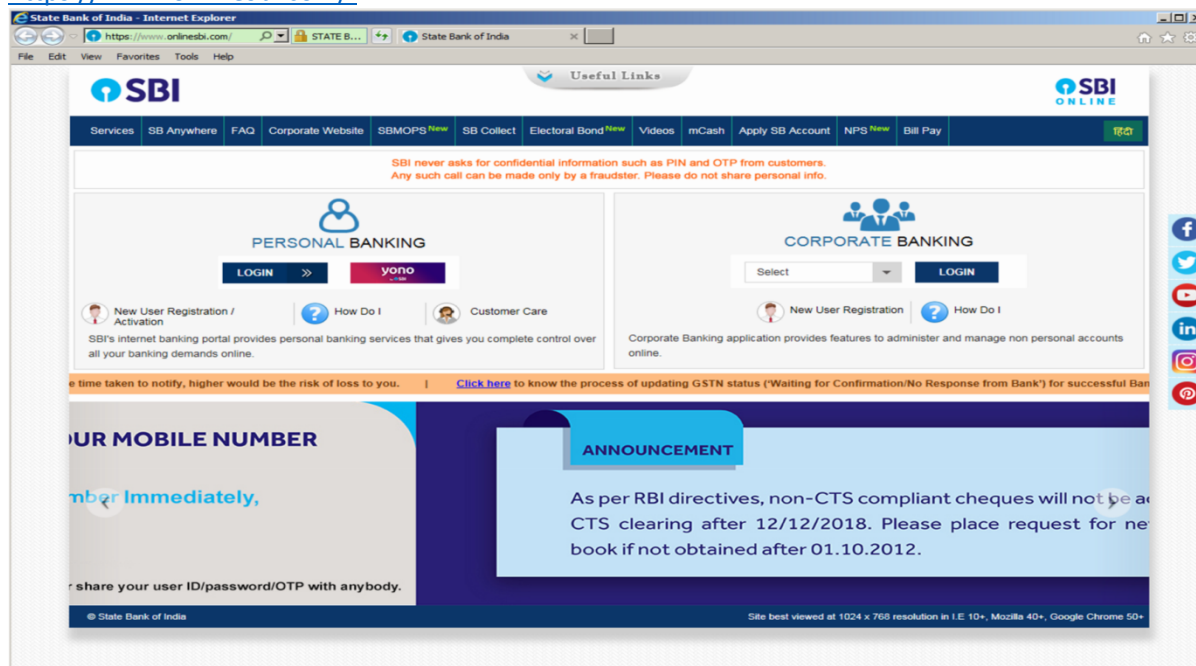 State Bank of India - Internet Explorer
https://www.onlinesbi.com/
STATE B...
State Bank of India
File Edit View Favorites Tools Help
Useful Links
SBI
SBI
ONLINE
Services SB Anywhere FAQ Corporate Website SBMOPS New SB Collect Electoral Bond New Videos mCash Apply SB Account NPS New Bill Pay हिंदी
SBI never asks for confidential information such as PIN and OTP from customers.
Any such call can be made only by a fraudster. Please do not share personal info.
PERSONAL BANKING
LOGIN
yono
New User Registration /
Activation
How Do I
Customer Care
SBI's internet banking portal provides personal banking services that gives you complete control over
all your banking demands online.
CORPORATE BANKING
Select
LOGIN
New User Registration
How Do I
Corporate Banking application provides features to administer and manage non personal accounts
online.
e time taken to notify, higher would be the risk of loss to you. | Click here to know the process of updating GSTN status ('Waiting for Confirmation/No Response from Bank') for successful Ban
OUR MOBILE NUMBER
mber Immediately,
r share your user ID/password/OTP with anybody.
ANNOUNCEMENT
As per RBI directives, non-CTS compliant cheques will not be ac
CTS clearing after 12/12/2018. Please place request for ne
book if not obtained after 01.10.2012.
© State Bank of India
Site best viewed at 1024 x 768 resolution in I.E 10+, Mozilla 40+, Google Chrome 50+